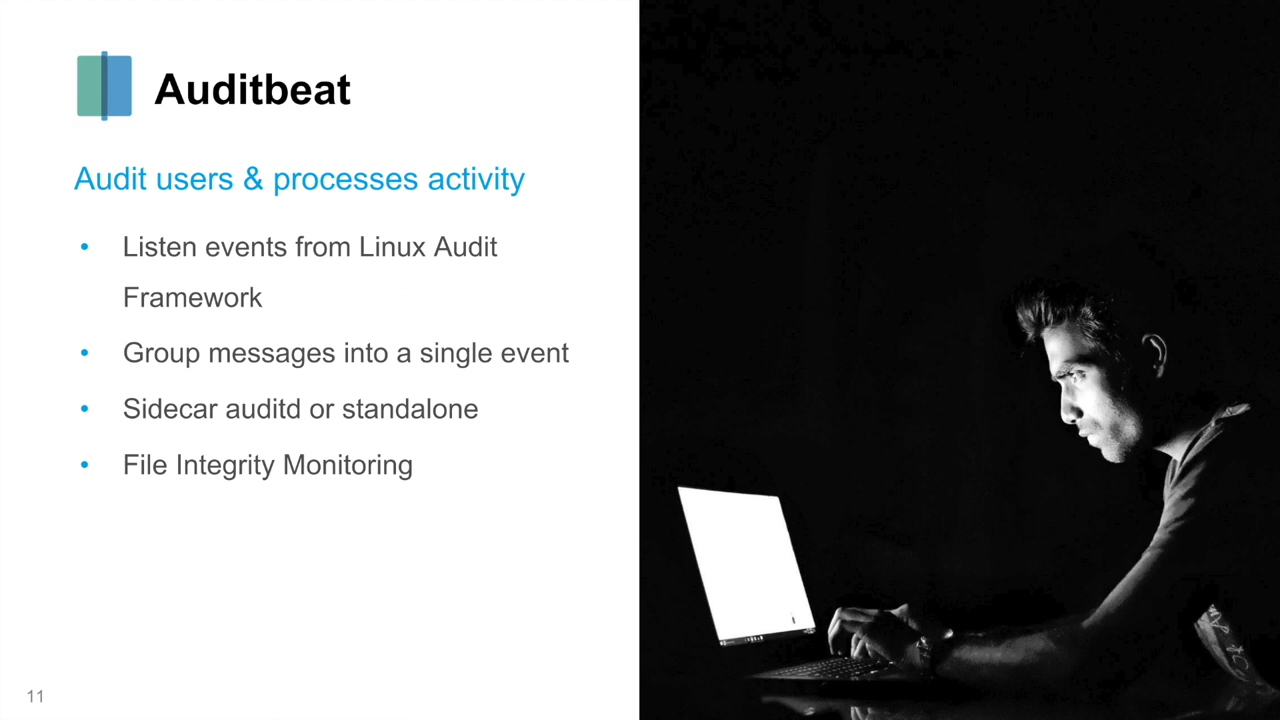 Auditbeat
Audit users & processes activity
• Listen events from Linux Audit
Framework
• Group messages into a single event
• Sidecar auditd or standalone
• File Integrity Monitoring
11